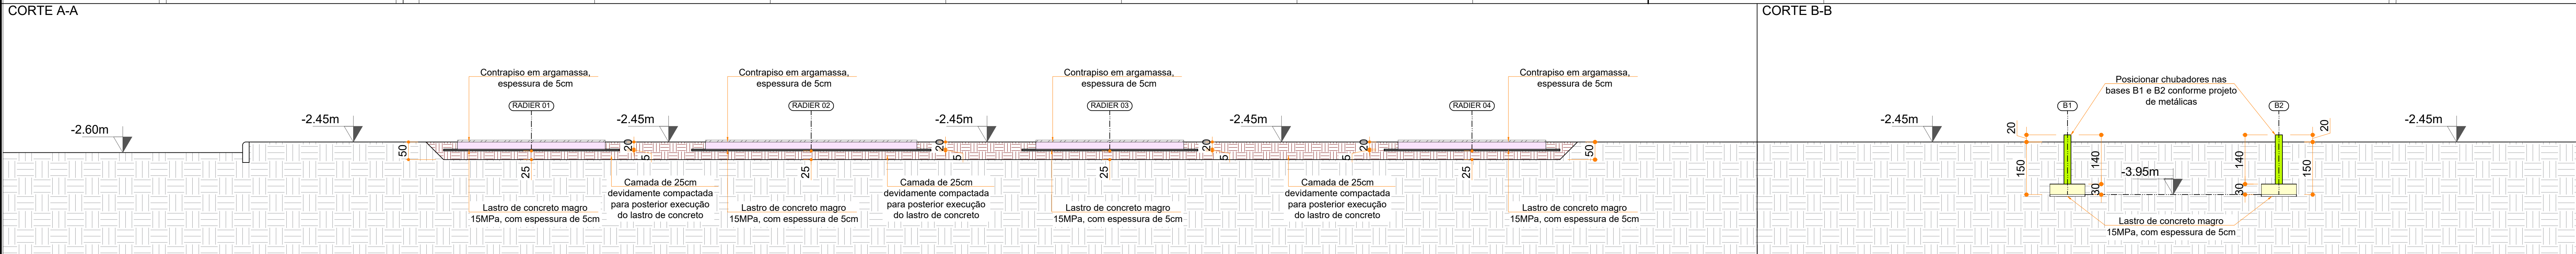 CORTE A-A
Contrapiso em argamassa,
espessura de 5cm
Contrapiso em argamassa,
espessura de 5cm
Contrapiso em argamassa,
espessura de 5cm
Contrapiso em argamassa,
espessura de 5cm
RADIER 01
RADIER 02
RADIER 03
RADIER 04
-2.60m
-2.45m
-2.45m
-2.45m
-2.45m
50
20
5
20
5
20
5
20
5
50
25
25
25
25
Camada de 25cm
devidamente compactada
para posterior execução
do lastro de concreto
Camada de 25cm
devidamente compactada
para posterior execução
do lastro de concreto
Camada de 25cm
devidamente compactada
para posterior execução
do lastro de concreto
Lastro de concreto magro
15MPa, com espessura de 5cm
Lastro de concreto magro
15MPa, com espessura de 5cm
Lastro de concreto magro
15MPa, com espessura de 5cm
Lastro de concreto magro
15MPa, com espessura de 5cm
CORTE B-B
Posicionar chubadores nas
bases B1 e B2 conforme projeto
de metálicas
B1
B2
-2.45m
-2.45m
20
20
150
140
30
140
30
150
-3.95m
Lastro de concreto magro
15MPa, com espessura de 5cm